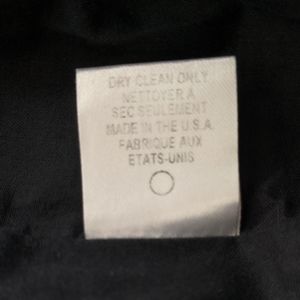 DRY CLEAN ONLY
NETTOYER A
SEC SEULEMENT
MADE IN THE U.S.A.
FABRIQUE AUX
ETATS-UNIS